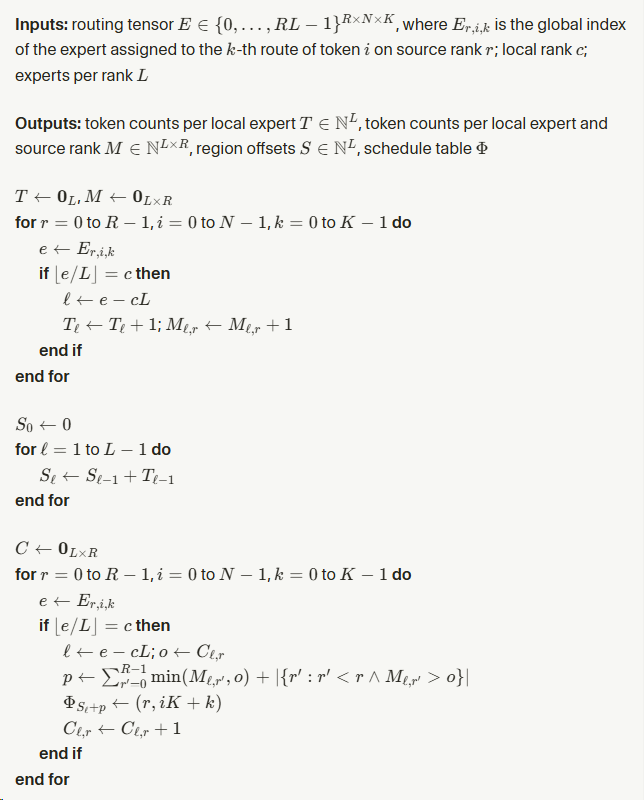 Inputs: routing tensor E ∈ {0, . . . , RL − 1}^{R×N×K}, where E_{r,i,k} is the global index
of the expert assigned to the k-th route of token i on source rank r; local rank c;
experts per rank L
Outputs: token counts per local expert T ∈ ℕ^L, token counts per local expert and
source rank M ∈ ℕ^{L×R}, region offsets S ∈ ℕ^L, schedule table Φ
T ← 0_L, M ← 0_{L×R}
for r = 0 to R − 1, i = 0 to N − 1, k = 0 to K − 1 do
e ← E_{r,i,k}
if ⌊e/L⌋ = c then
ℓ ← e − cL
T_ℓ ← T_ℓ + 1; M_{ℓ,r} ← M_{ℓ,r} + 1
end if
end for
S_0 ← 0
for ℓ = 1 to L − 1 do
S_ℓ ← S_{ℓ−1} + T_{ℓ−1}
end for
C ← 0_{L×R}
for r = 0 to R − 1, i = 0 to N − 1, k = 0 to K − 1 do
e ← E_{r,i,k}
if ⌊e/L⌋ = c then
ℓ ← e − cL; o ← C_{ℓ,r}
p ← ∑_{r′=0}^{R−1} min(M_{ℓ,r′}, o) + |{r′ : r′ < r ∧ M_{ℓ,r′} > o}|
Φ_{S_ℓ+p} ← (r, iK + k)
C_{ℓ,r} ← C_{ℓ,r} + 1
end if
end for